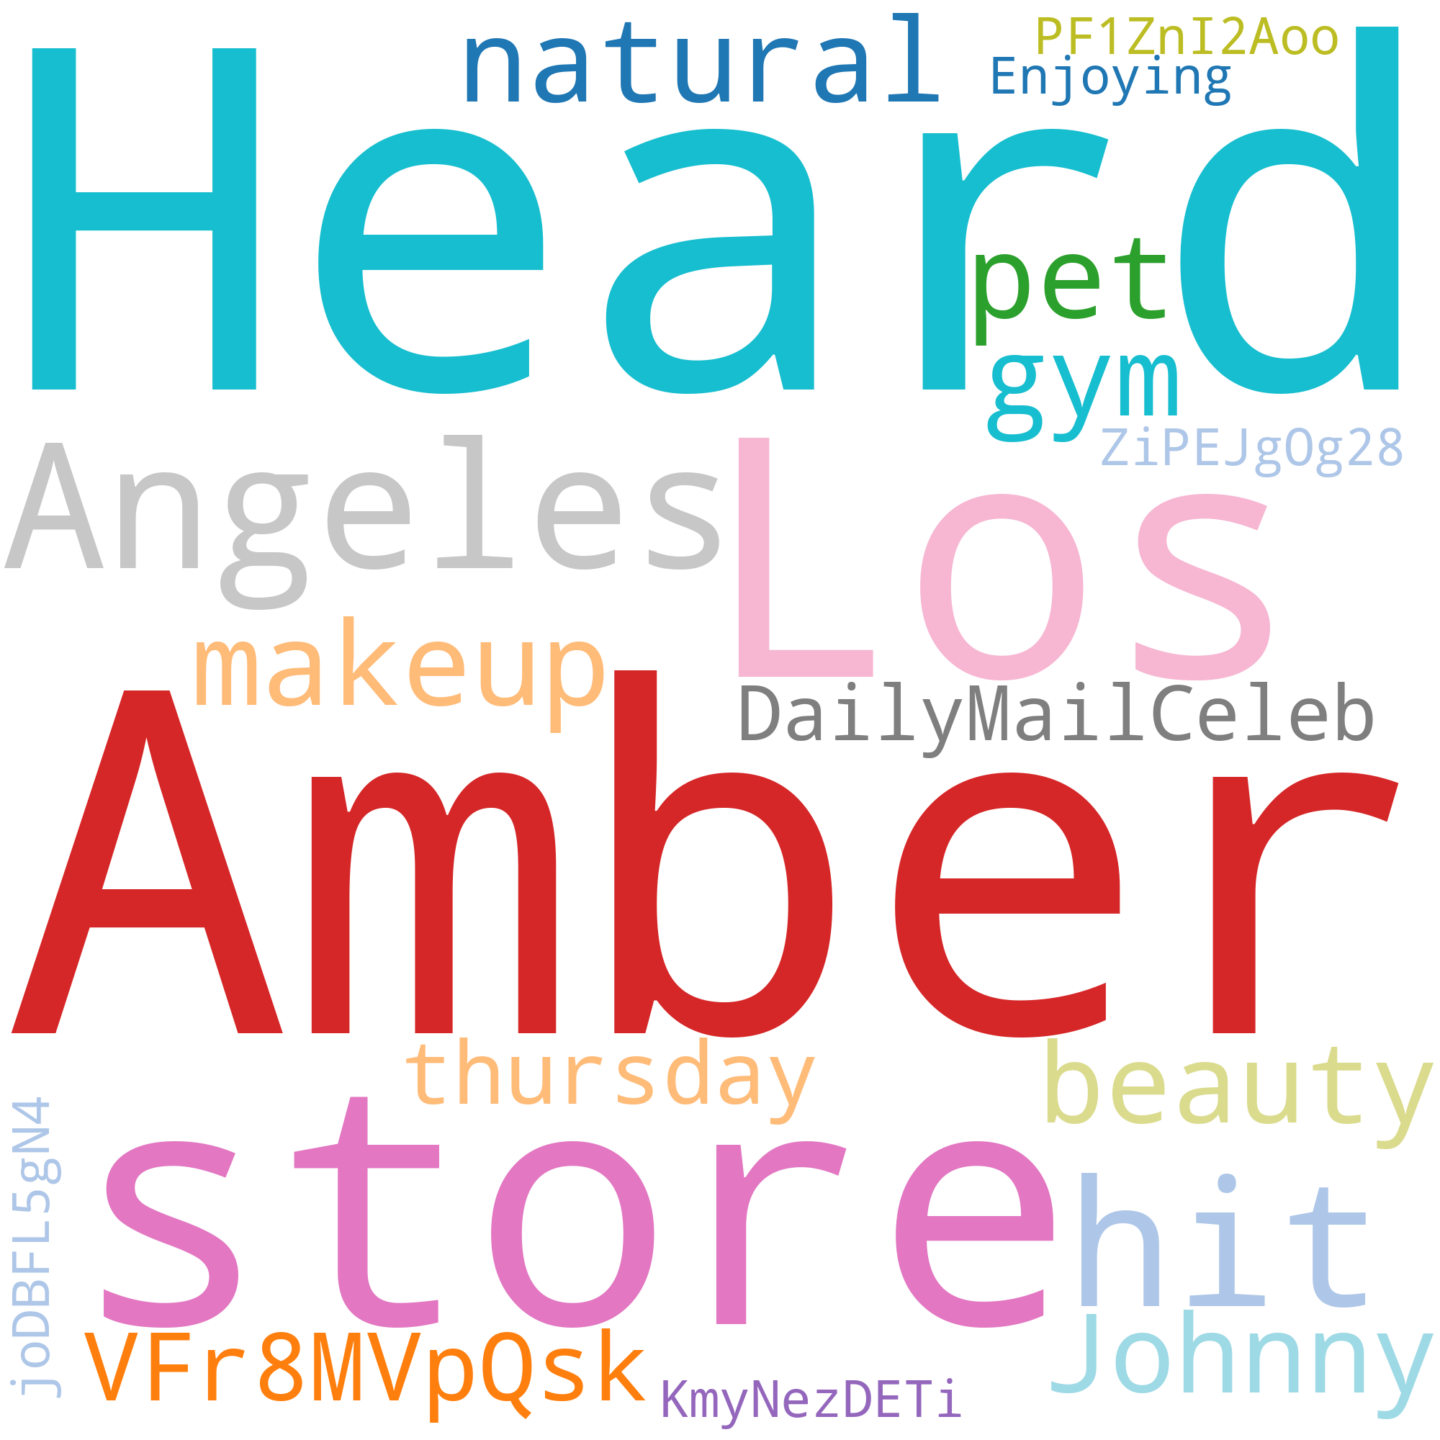 natural
PF1ZnI2Aoo
Enjoying
Heard
pet
gym
Angeles
Los
ZiPEJgOg28
makeup
DailyMailCeleb
Amber
thursday
beauty
joDBFL5gN4
store
hit
VFr8MVpQsk
Johnny
KmyNezDETi